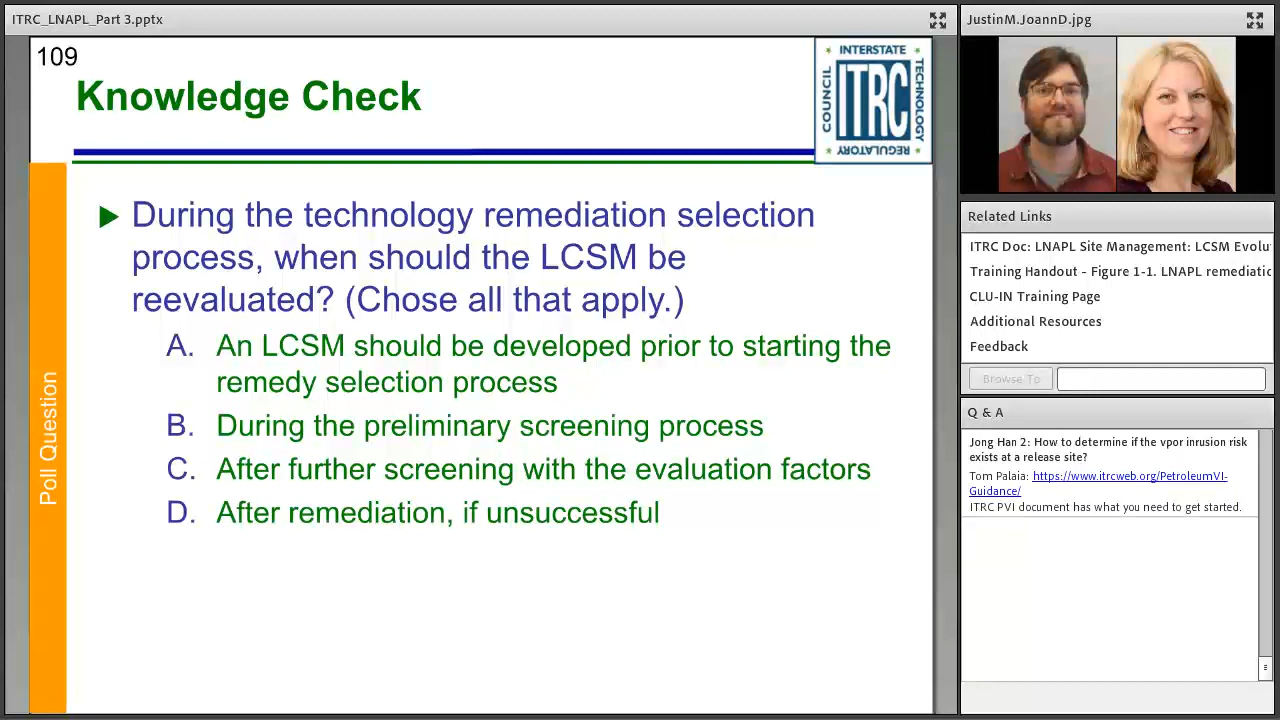 ITRC_LNAPL_Part 3.pptx
109
Knowledge Check
INTERSTATE
COUNCIL
ITRC
TECHNOLOGY
REGULATORY
Poll Question
During the technology remediation selection
process, when should the LCSM be
reevaluated? (Chose all that apply.)
A. An LCSM should be developed prior to starting the
remedy selection process
B. During the preliminary screening process
C. After further screening with the evaluation factors
D. After remediation, if unsuccessful
JustinM.JoannD.jpg
Related Links
ITRC Doc: LNAPL Site Management: LCSM Evolu
Training Handout - Figure 1-1. LNAPL remediatic
CLU-IN Training Page
Additional Resources
Feedback
Browse To
Q & A
Jong Han 2: How to determine if the vpor inrusion risk
exists at a release site?
Tom Palaia: https://www.itrcweb.org/PetroleumVI-
Guidance/
ITRC PVI document has what you need to get started.